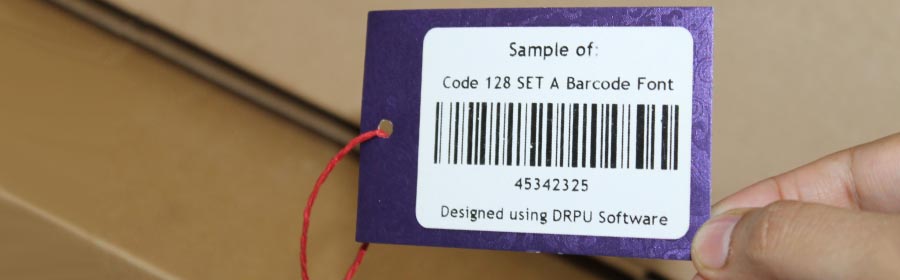 Sample of:
Code 128 SET A Barcode Font
45342325
Designed using DRPU Software